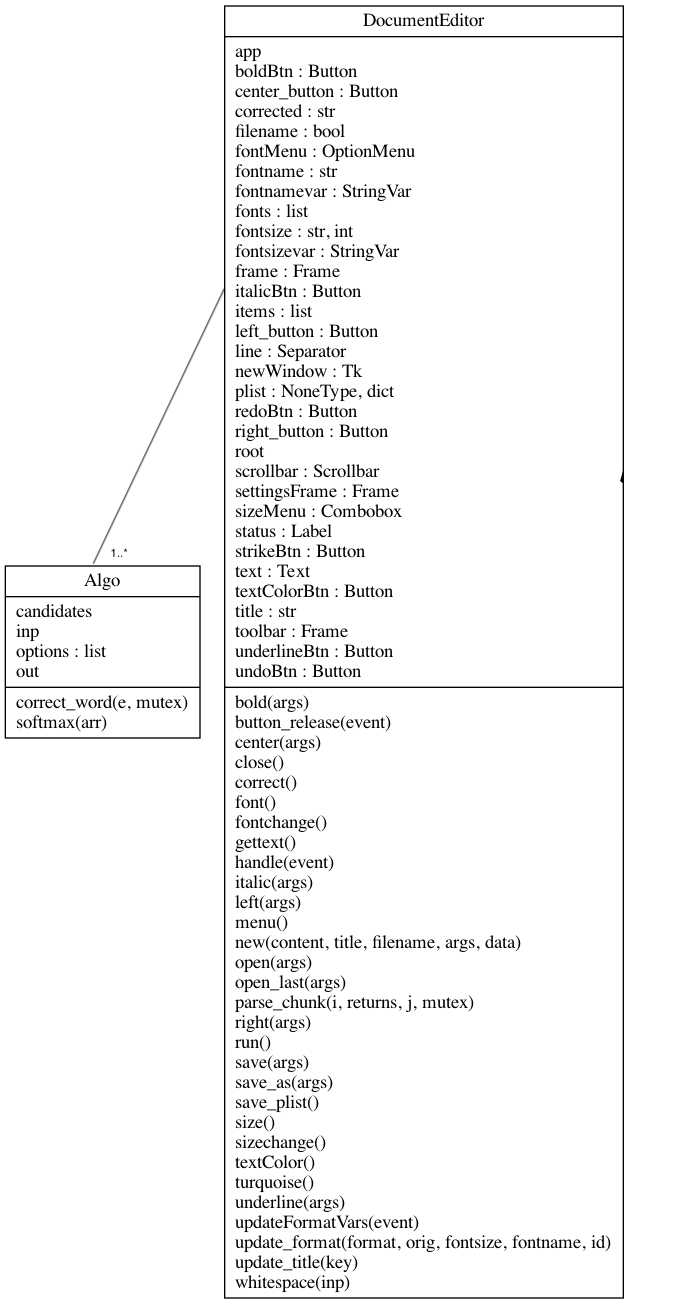 DocumentEditor
app
boldBtn : Button
center_button : Button
corrected : str
filename : bool
fontMenu : OptionMenu
fontname : str
fontnamevar : StringVar
fonts : list
fontsize : str, int
fontsizevar : StringVar
frame : Frame
italicBtn : Button
items : list
left_button : Button
line : Separator
newWindow : Tk
plist : NoneType, dict
redoBtn : Button
right_button : Button
root
scrollbar : Scrollbar
settingsFrame : Frame
sizeMenu : Combobox
status : Label
strikeBtn : Button
text : Text
textColorBtn : Button
title : str
toolbar : Frame
underlineBtn : Button
undoBtn : Button
bold(args)
button_release(event)
center(args)
close()
correct()
font()
fontchange()
gettext()
handle(event)
italic(args)
left(args)
menu()
new(content, title, filename, args, data)
open(args)
open_last(args)
parse_chunk(i, returns, j, mutex)
right(args)
run()
save(args)
save_as(args)
save_plist()
size()
sizechange()
textColor()
turquoise()
underline(args)
updateFormatVars(event)
update_format(format, orig, fontsize, fontname, id)
update_title(key)
whitespace(inp)
1..*
Algo
candidates
inp
options : list
out
correct_word(e, mutex)
softmax(arr)